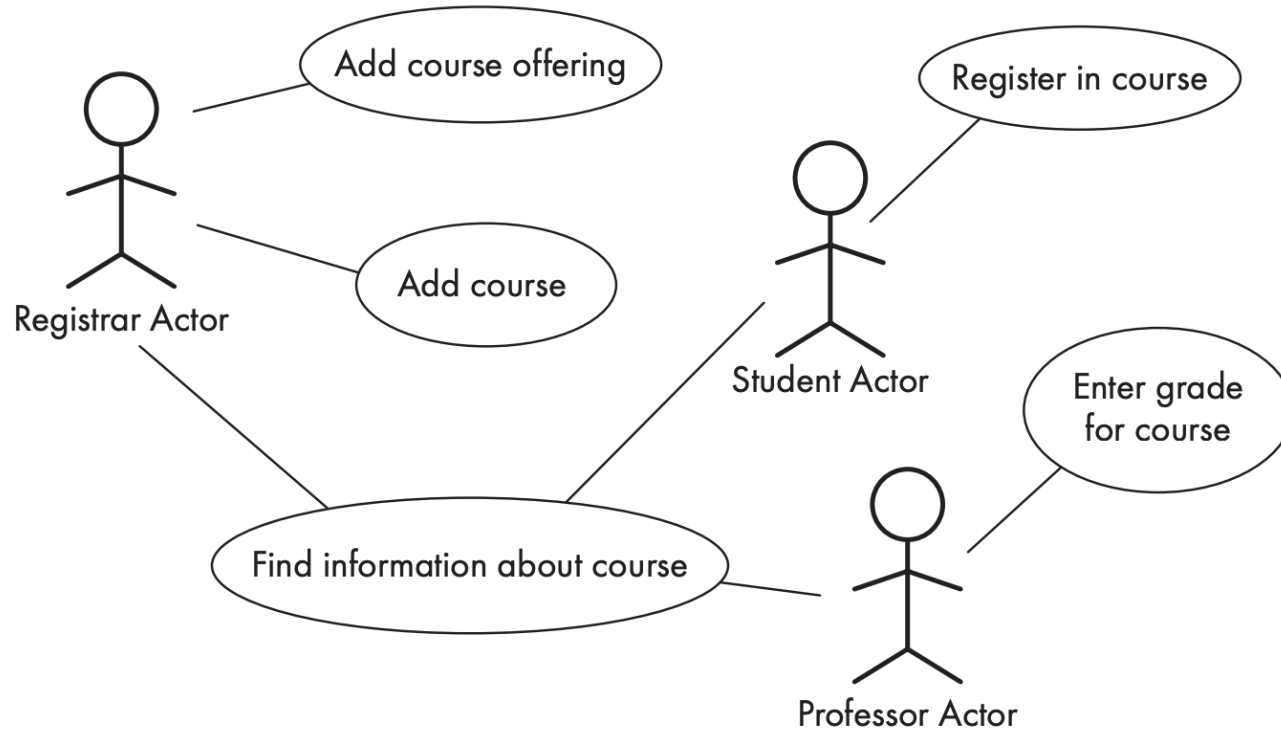 Add course offering
Register in course
Add course
Registrar Actor
Student Actor
Enter grade
for course
Find information about course
Professor Actor